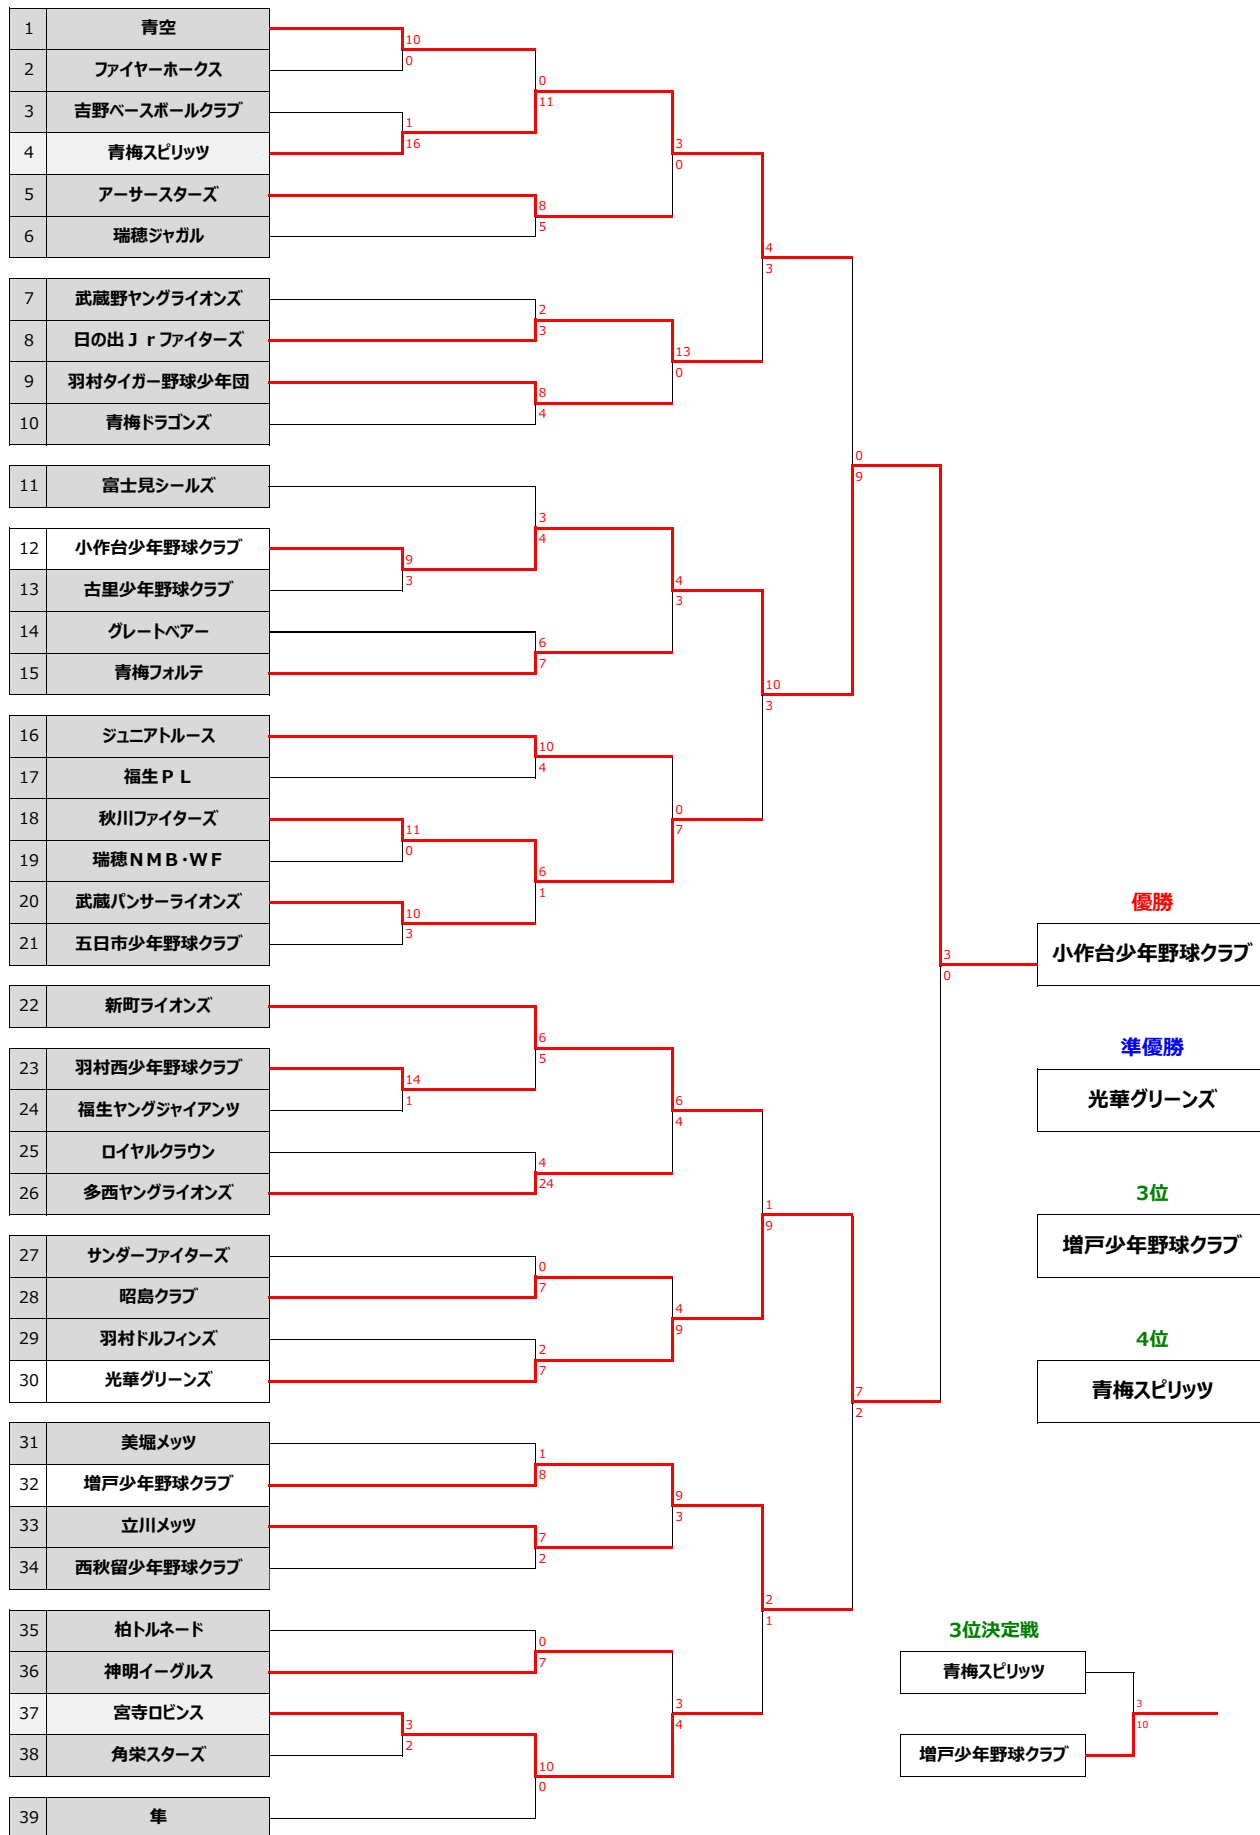 1 青空
2 ファイヤーホークス
3 吉野ベースボールクラブ
4 青梅スピリッツ
5 アーサースターズ
6 瑞穂ジャガル
7 武蔵野ヤングライオンズ
8 日の出Ｊｒファイターズ
9 羽村タイガー野球少年団
10 青梅ドラゴンズ
11 富士見シールズ
12 小作台少年野球クラブ
13 古里少年野球クラブ
14 グレートベアー
15 青梅フォルテ
16 ジュニアトルース
17 福生ＰＬ
18 秋川ファイターズ
19 瑞穂ＮＭＢ・ＷＦ
20 武蔵パンサーライオンズ
21 五日市少年野球クラブ
22 新町ライオンズ
23 羽村西少年野球クラブ
24 福生ヤングジャイアンツ
25 ロイヤルクラウン
26 多西ヤングライオンズ
27 サンダーファイターズ
28 昭島クラブ
29 羽村ドルフィンズ
30 光華グリーンズ
31 美堀メッツ
32 増戸少年野球クラブ
33 立川メッツ
34 西秋留少年野球クラブ
35 柏トルネード
36 神明イーグルス
37 宮寺ロビンス
38 角栄スターズ
39 隼
10
0
1
16
9
3
11
0
10
3
14
1
3
2
0
11
8
5
2
3
8
4
3
4
6
7
10
4
6
1
6
5
4
24
0
7
2
7
1
8
7
2
0
7
10
0
3
0
13
0
4
3
0
7
6
4
4
9
9
3
3
4
4
3
10
3
1
9
2
1
0
9
7
2
3
0
優勝
小作台少年野球クラブ
準優勝
光華グリーンズ
3位
増戸少年野球クラブ
4位
青梅スピリッツ
3位決定戦
青梅スピリッツ
増戸少年野球クラブ
3
10